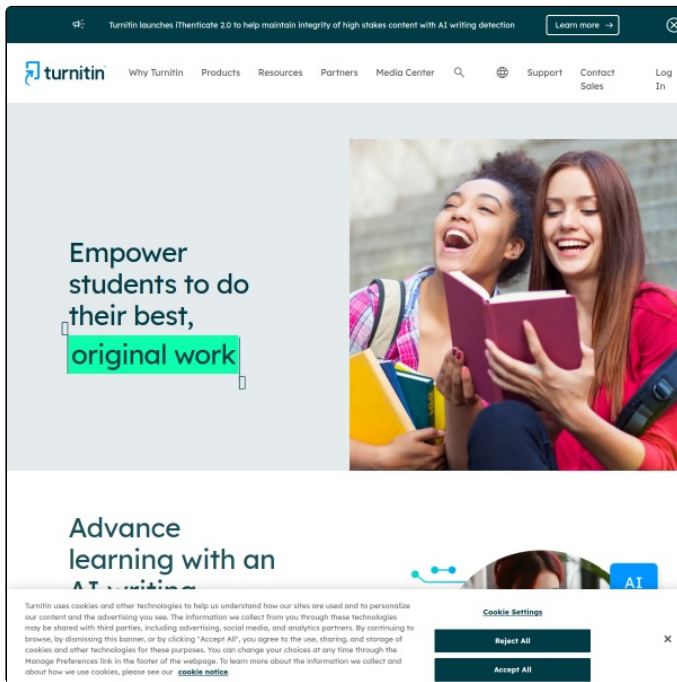 Turnitin launches iThenticate 2.0 to help maintain integrity of high stakes content with AI writing detection
Learn more →
turnitin
Why Turnitin
Products
Resources
Partners
Media Center
Support
Contact
Sales
Log
In
Empower
students to do
their best,
original work
Advance
learning with an
AI writing
AI
Turnitin uses cookies and other technologies to help us understand how our sites are used and to personalize
our content and the advertising you see. The information we collect from you through these technologies
may be shared with third parties, including advertising, social media, and analytics partners. By continuing to
browse, by dismissing this banner, or by clicking "Accept All", you agree to the use, sharing, and storage of
cookies and other technologies for these purposes. You can change your choices at any time through the
Manage Preferences link in the footer of the webpage. To learn more about the information we collect and
about how we use cookies, please see our cookie notice.
Cookie Settings
Reject All
Accept All